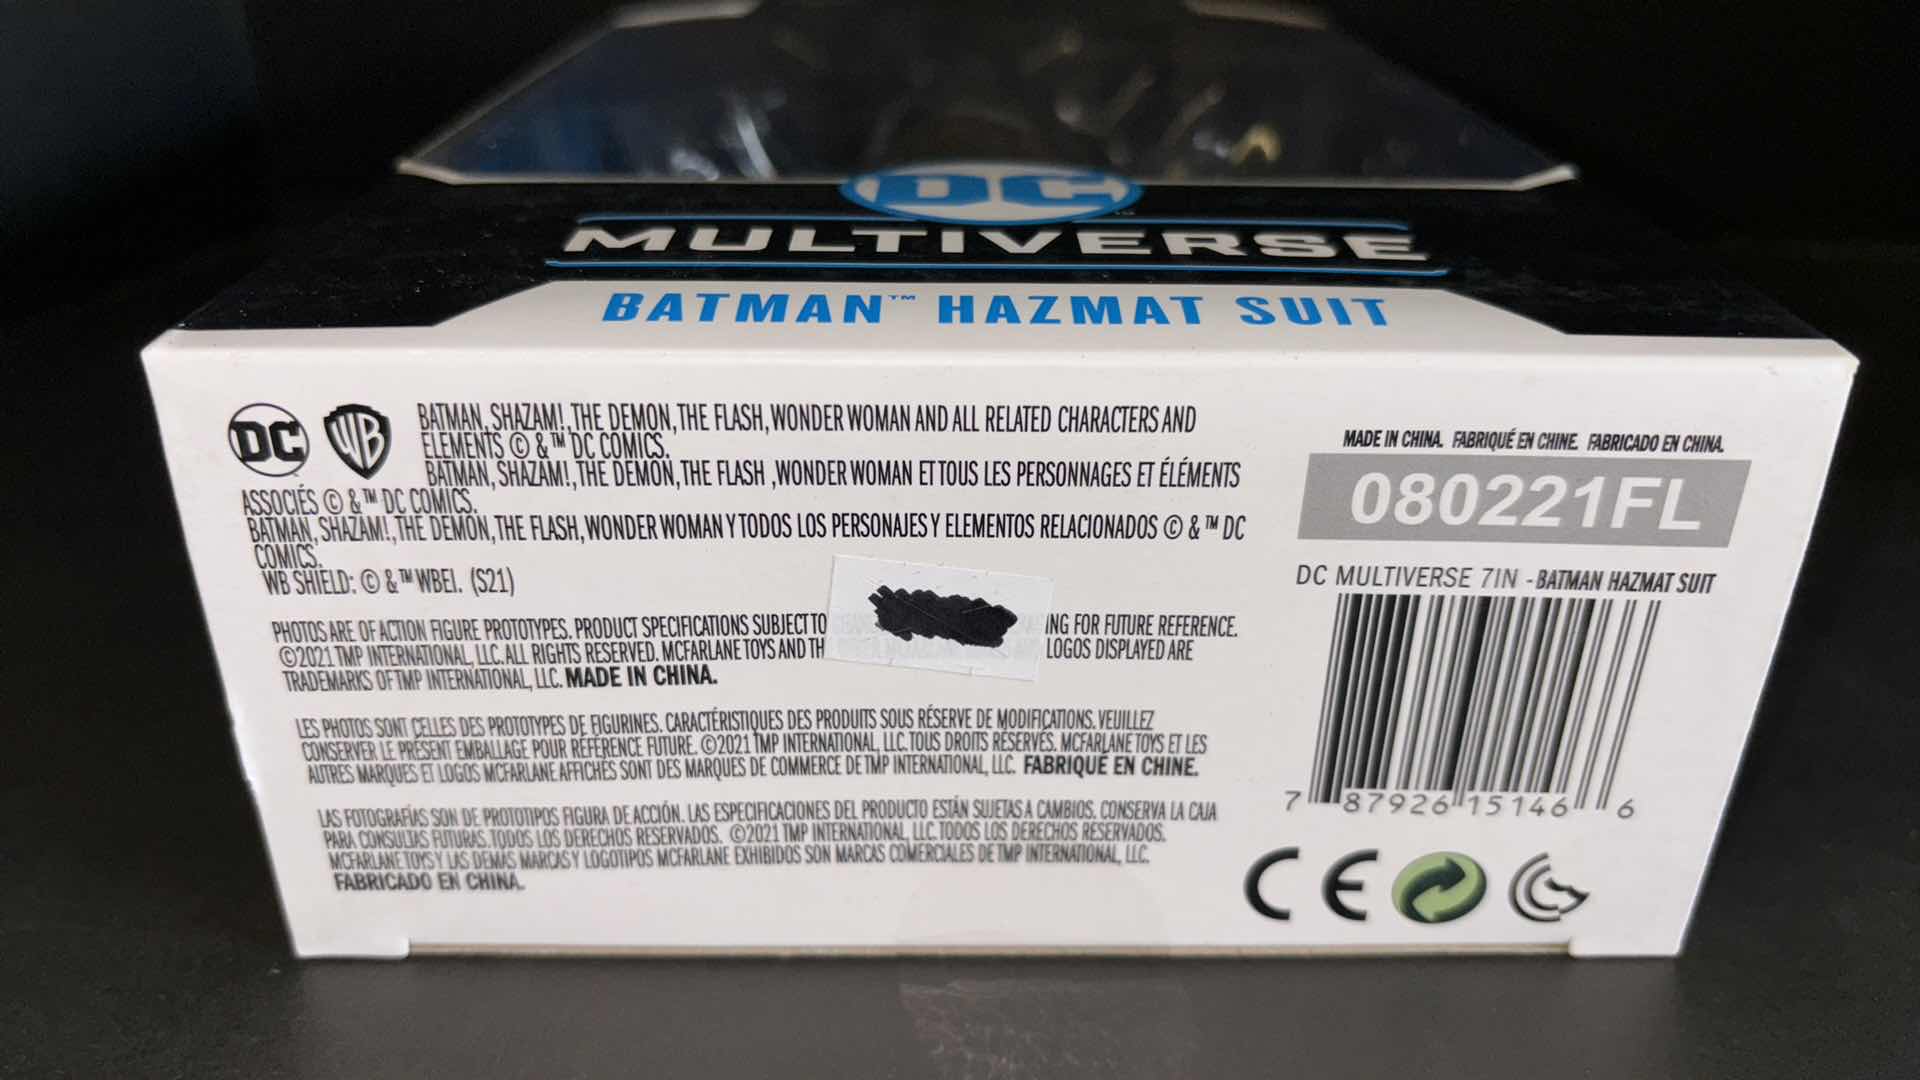 DC
MULTIVERSE
BATMAN™ HAZMAT SUIT
DC WB
BATMAN, SHAZAM!, THE DEMON, THE FLASH, WONDER WOMAN AND ALL RELATED CHARACTERS AND
ELEMENTS © & ™ DC COMICS.
BATMAN, SHAZAM!, THE DEMON, THE FLASH ,WONDER WOMAN ET TOUS LES PERSONNAGES ET ÉLÉMENTS
ASSOCIÉS © & ™ DC COMICS.
BATMAN, SHAZAM!, THE DEMON, THE FLASH, WONDER WOMAN Y TODOS LOS PERSONAJES Y ELEMENTOS RELACIONADOS © & ™ DC
COMICS.
WB SHIELD: © & ™ WBEI. (S21)
PHOTOS ARE OF ACTION FIGURE PROTOTYPES. PRODUCT SPECIFICATIONS SUBJECT TO ING FOR FUTURE REFERENCE.
©2021 TMP INTERNATIONAL, LLC. ALL RIGHTS RESERVED. MCFARLANE TOYS AND TH LOGOS DISPLAYED ARE
TRADEMARKS OF TMP INTERNATIONAL, LLC. MADE IN CHINA.
LES PHOTOS SONT CELLES DES PROTOTYPES DE FIGURINES. CARACTÉRISTIQUES DES PRODUITS SOUS RÉSERVE DE MODIFICATIONS. VEUILLEZ
CONSERVER LE PRÉSENT EMBALLAGE POUR RÉFÉRENCE FUTURE. ©2021 TMP INTERNATIONAL, LLC. TOUS DROITS RÉSERVÉS. MCFARLANE TOYS ET LES
AUTRES MARQUES ET LOGOS MCFARLANE AFFICHÉS SONT DES MARQUES DE COMMERCE DE TMP INTERNATIONAL, LLC. FABRIQUÉ EN CHINE.
LAS FOTOGRAFÍAS SON DE PROTOTIPOS FIGURA DE ACCIÓN. LAS ESPECIFICACIONES DEL PRODUCTO ESTÁN SUJETAS A CAMBIOS. CONSERVA LA CAJA
PARA CONSULTAS FUTURAS. TODOS LOS DERECHOS RESERVADOS. ©2021 TMP INTERNATIONAL, LLC. TODOS LOS DERECHOS RESERVADOS.
MCFARLANE TOYS Y LAS DEMÁS MARCAS Y LOGOTIPOS MCFARLANE EXHIBIDOS SON MARCAS COMERCIALES DE TMP INTERNATIONAL, LLC.
FABRICADO EN CHINA.
MADE IN CHINA. FABRIQUÉ EN CHINE. FABRICADO EN CHINA.
080221FL
DC MULTIVERSE 7IN - BATMAN HAZMAT SUIT
7 87926 15146 6
CE